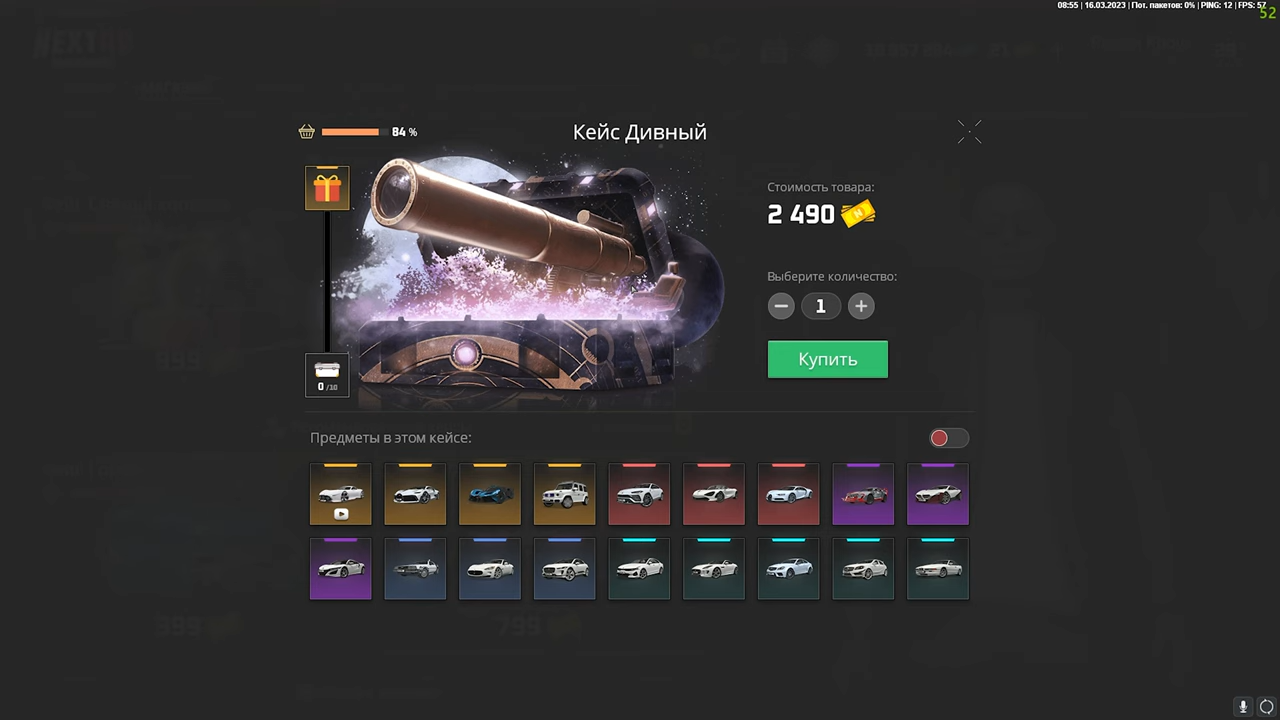 08:55 | 16.03.2023 | Пот. пакетов: 0% | PING: 12 | FPS: 57
52
84 %
Кейс Дивный
Стоимость товара:
2 490
Выберите количество:
1
Купить
0 /10
Предметы в этом кейсе: